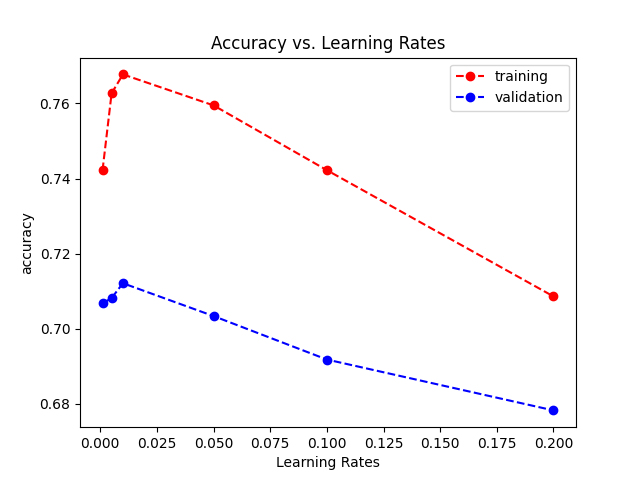 Accuracy vs. Learning Rates
training
validation
accuracy
0.76
0.74
0.72
0.70
0.68
0.000 0.025 0.050 0.075 0.100 0.125 0.150 0.175 0.200
Learning Rates